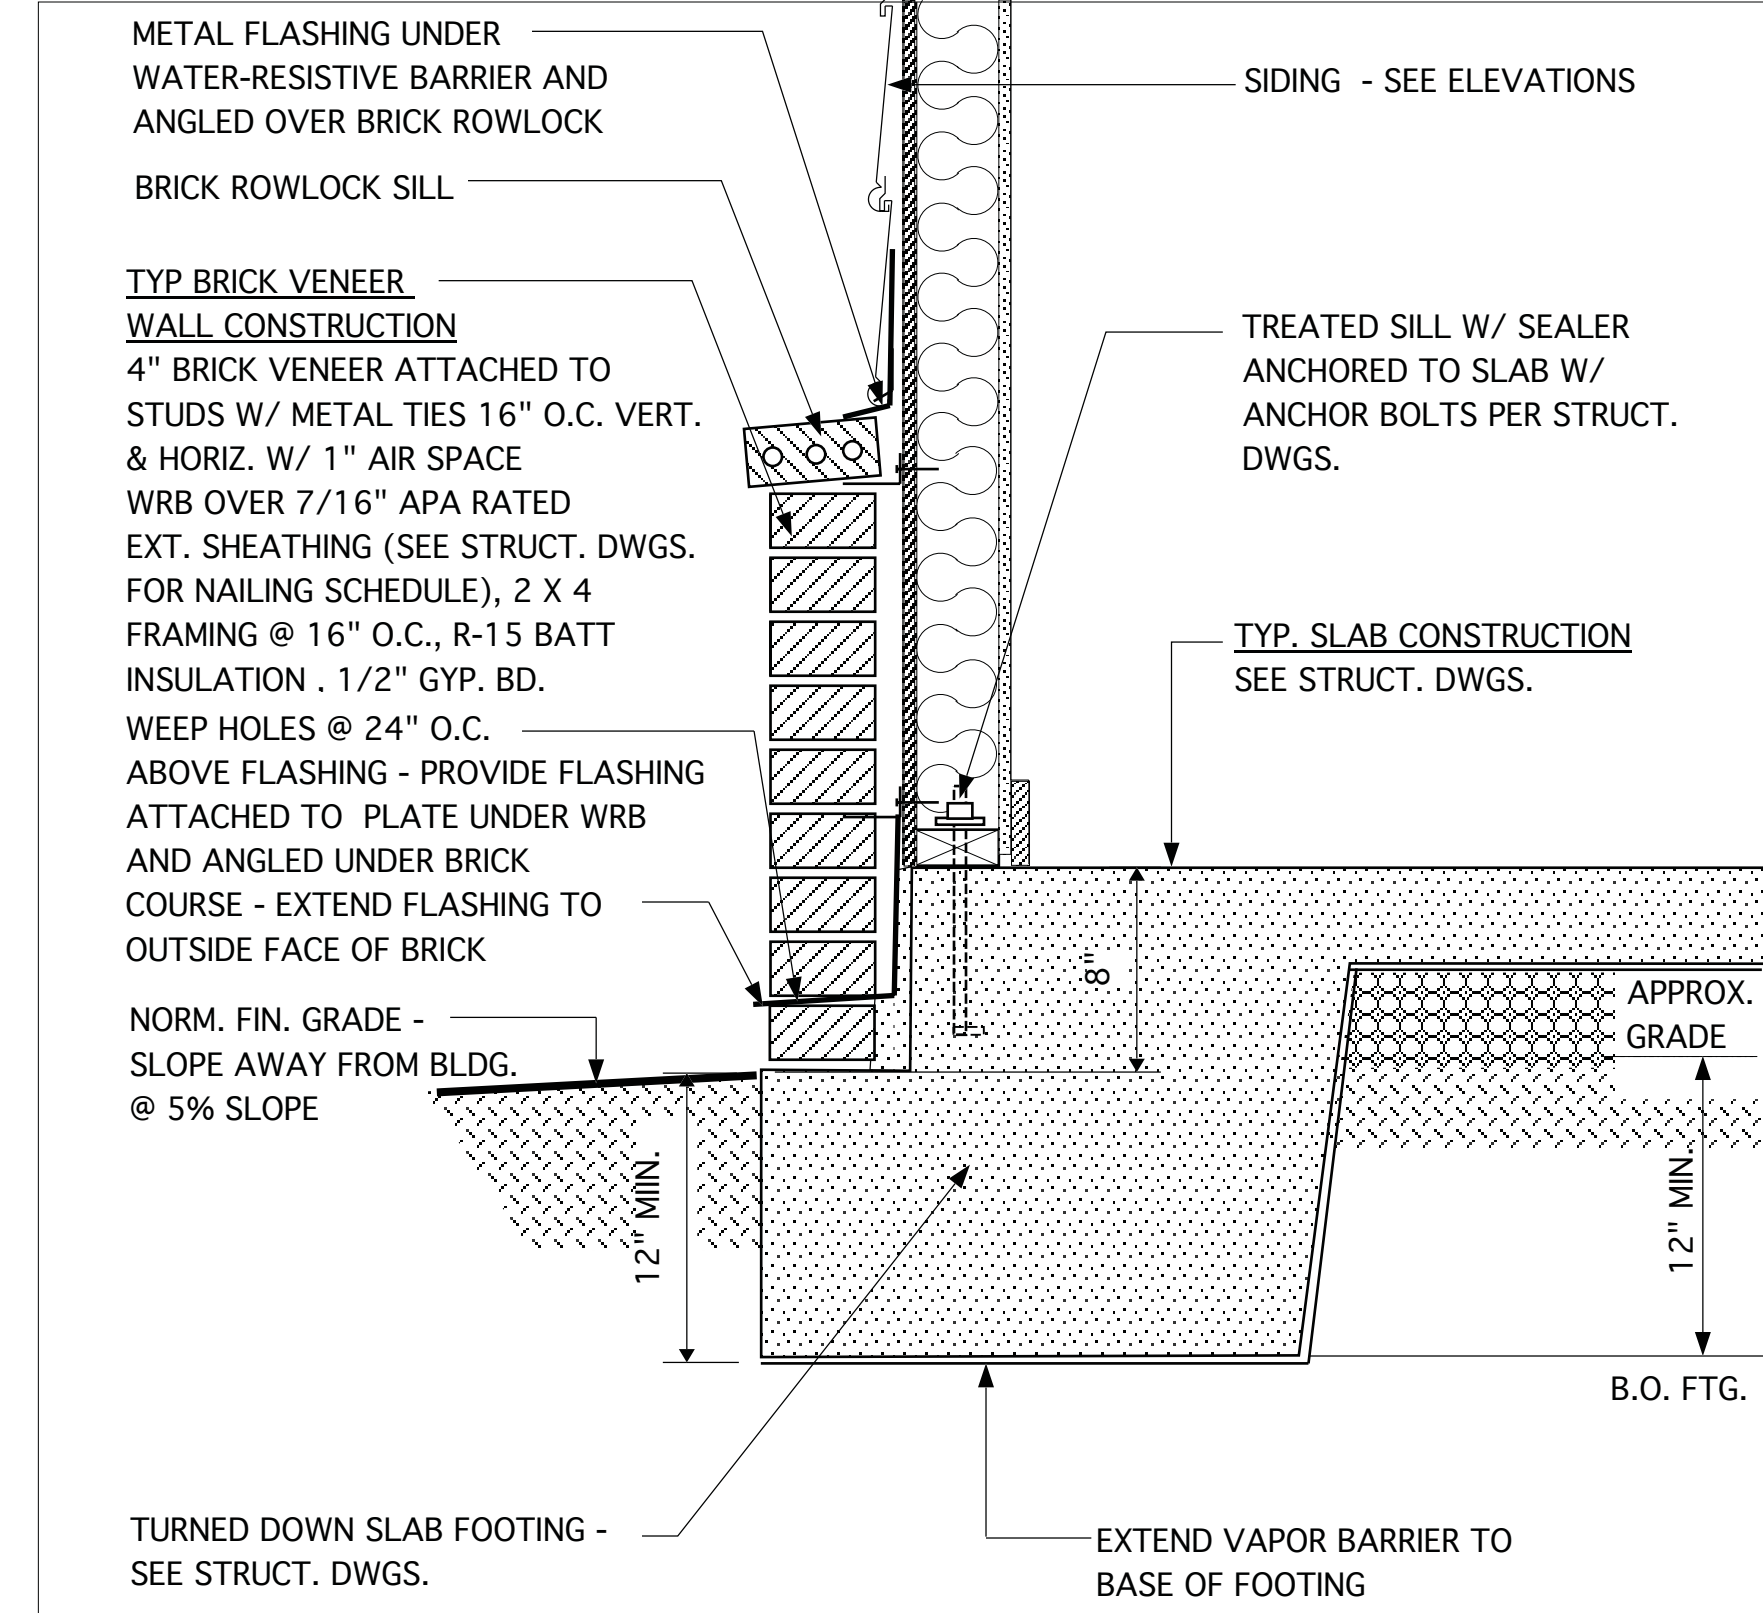 METAL FLASHING UNDER
WATER-RESISTIVE BARRIER AND
ANGLED OVER BRICK ROWLOCK
SIDING - SEE ELEVATIONS
BRICK ROWLOCK SILL
TYP BRICK VENEER
WALL CONSTRUCTION
4" BRICK VENEER ATTACHED TO
STUDS W/ METAL TIES 16" O.C. VERT.
& HORIZ. W/ 1" AIR SPACE
WRB OVER 7/16" APA RATED
EXT. SHEATHING (SEE STRUCT. DWGS.
FOR NAILING SCHEDULE), 2 X 4
FRAMING @ 16" O.C., R-15 BATT
INSULATION , 1/2" GYP. BD.
TREATED SILL W/ SEALER
ANCHORED TO SLAB W/
ANCHOR BOLTS PER STRUCT.
DWGS.
TYP. SLAB CONSTRUCTION
SEE STRUCT. DWGS.
WEEP HOLES @ 24" O.C.
ABOVE FLASHING - PROVIDE FLASHING
ATTACHED TO PLATE UNDER WRB
AND ANGLED UNDER BRICK
COURSE - EXTEND FLASHING TO
OUTSIDE FACE OF BRICK
8"
APPROX.
GRADE
NORM. FIN. GRADE -
SLOPE AWAY FROM BLDG.
@ 5% SLOPE
12" MIIN.
12" MIN.
B.O. FTG.
TURNED DOWN SLAB FOOTING -
SEE STRUCT. DWGS.
EXTEND VAPOR BARRIER TO
BASE OF FOOTING